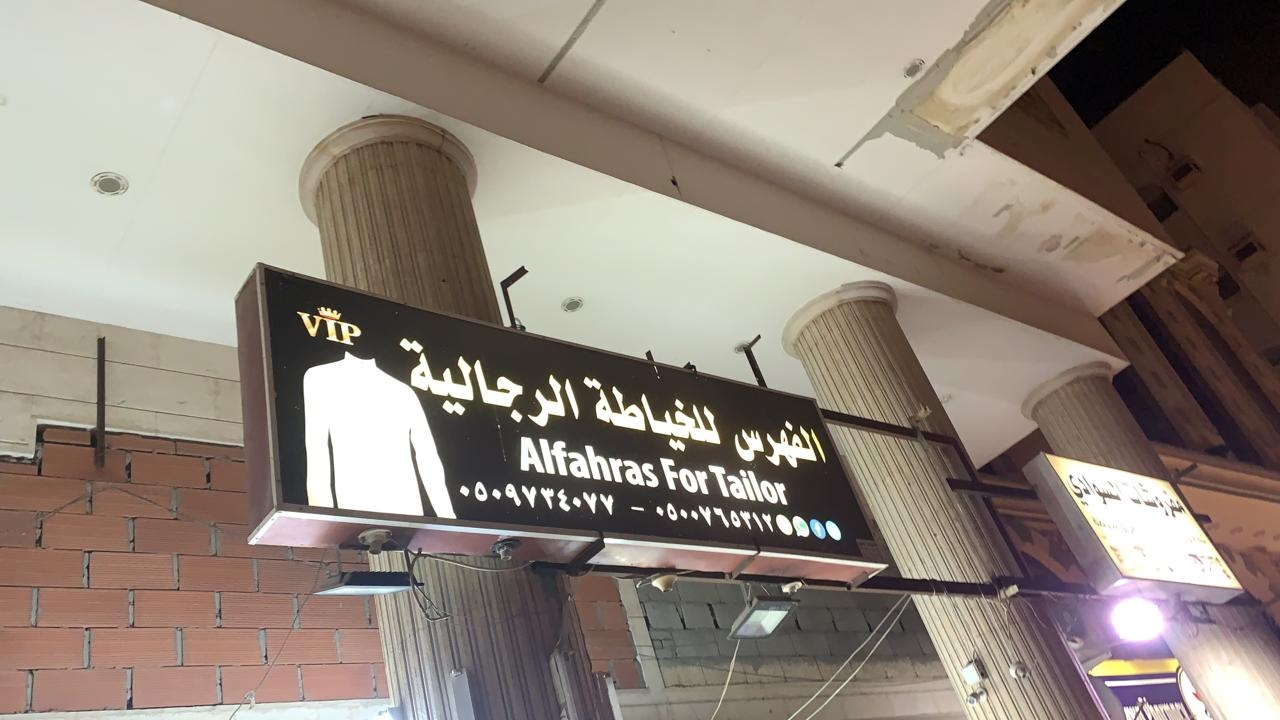 VIP
الفهرس للخياطة الرجالية
Alfahras For Tailor
٠٥٠٩٧٣٤٠٧٧ - ٠٥٠٠٧٦٥٣١٢